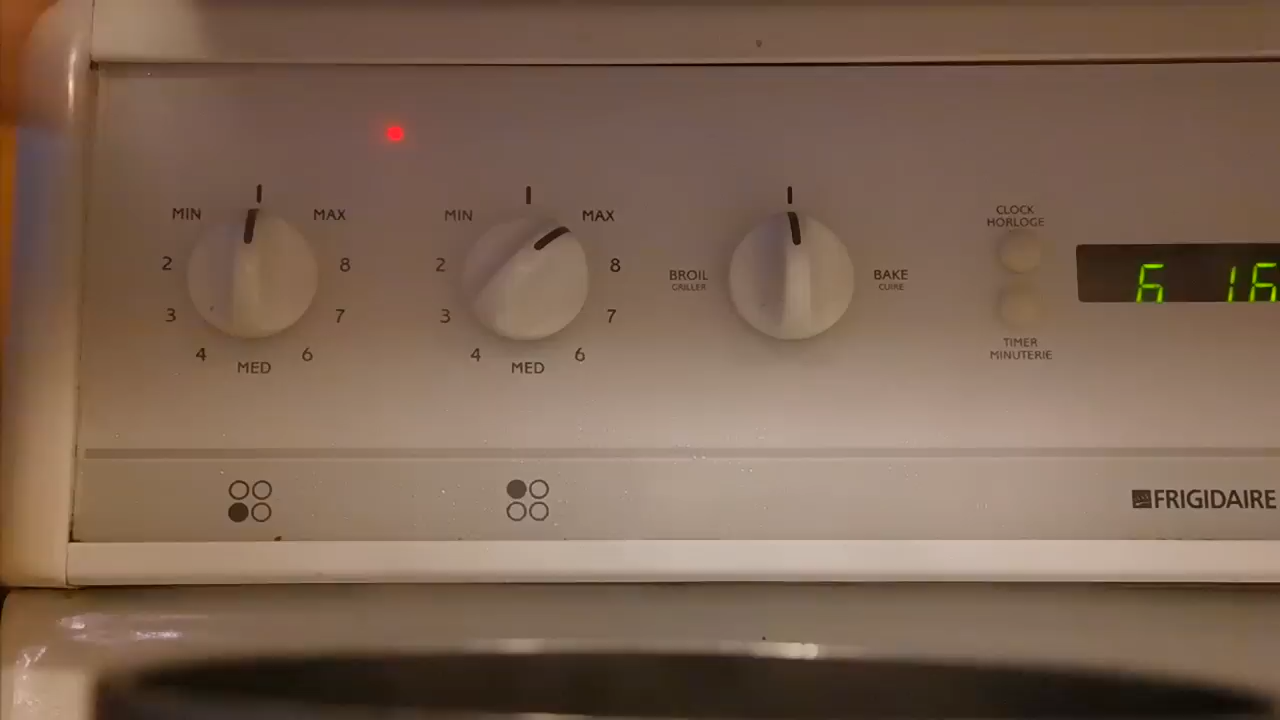 MIN
MAX
2
8
3
7
4
6
MED
MIN
MAX
2
8
3
7
4
6
MED
BROIL
GRILLER
BAKE
CUIRE
CLOCK
HORLOGE
TIMER
MINUTERIE
6 16
FRIGIDAIRE